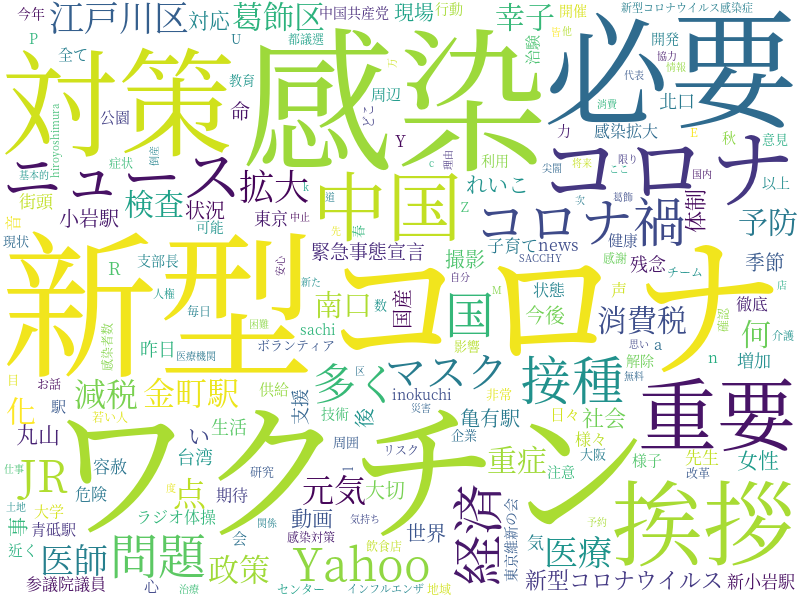 今年
江戸川区
対応
葛飾区
中国共産党
現場
行動
幸子
開催
新型コロナウイルス感染症
P
全て
U
都議選
治験
皆使
開発
協力
代表
情報
対策
感染
必要
教育
万
周辺
とこ
消費
北口
公園
命
hiroyoshimura
ニュース
コロナ
Y
力
E
秋
意見
感染拡大
症状
倒産
基本的
拡大
k
中国
利用
c
理由
尖閣
将来
限り
ここ
国内
検査
状況
道
れいこ
コロナ禍
体制
次
葛飾
以上
音
街頭
小岩駅
東京
中止
先
春
Z
予防
現状
可能
緊急事態宣言
子育て
news
健康
支部長
R
安心
新た
撮影
SACCHY
感謝
残念
チーム
季節
店
新型コロナ
人権
毎日
南口
数
国産
自分
M
状態
声
徹底
国
今後
消費税
確認
感染者数
昨日
困難
sachi
影響
思い
a
何
介護
医療機関
ボランティア
解除
n
増加
目
お話
減税
金町駅
供給
多く
マスク
接種
区
無料
重要
化
駅
若い人
支援
技術
後
inokuchi
災害
非常
丸山
い
生活
亀有駅
日々
社会
ワクチン
JR
容赦
台湾
周囲
企業
様々
大阪
先生
女性
仕事
危険
研究
リスク
1
重症
注意
様子
改革
土地
大学
点
度
期待
元気
大切
経済
挨拶
事
青砥駅
ラジオ体操
関係
動画
気持ち
世界
予約
近く
医師
問題
会
感染対策
Yahoo
飲食店
東京維新の会
気
医療
参議院議員
心
治療
政策
センター
インフルエンザ
地域
新型コロナウイルス
新小岩駅